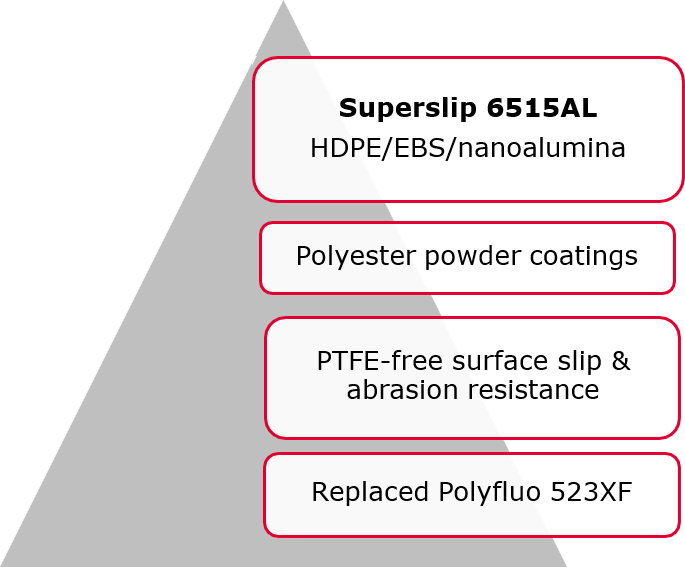 Superslip 6515AL
HDPE/EBS/nanoalumina
Polyester powder coatings
PTFE-free surface slip &
abrasion resistance
Replaced Polyfluo 523XF